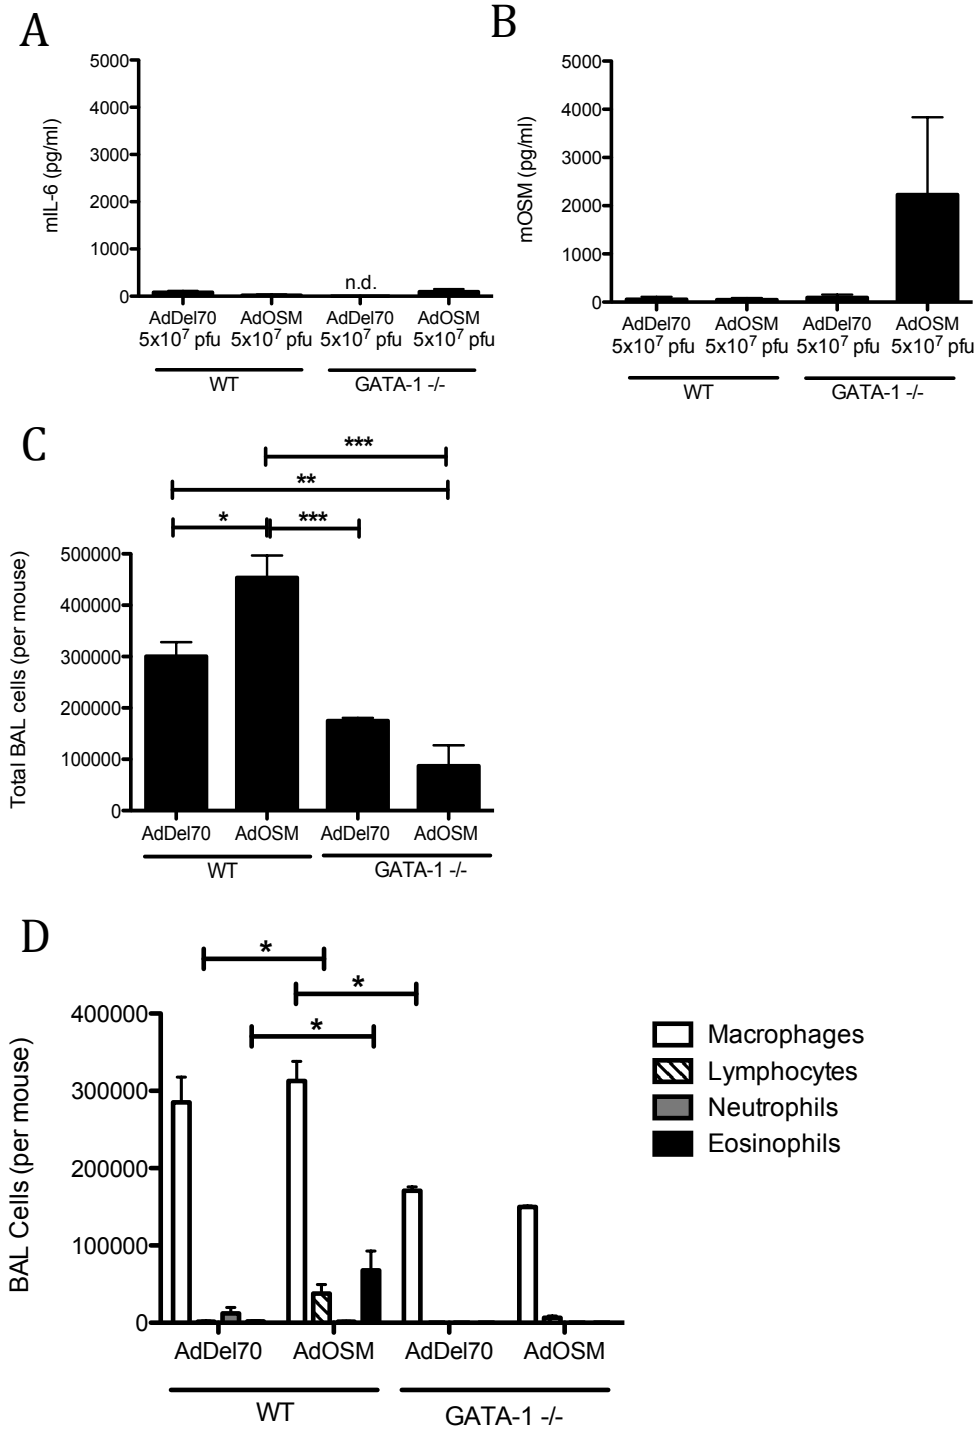 A
mIL-6 (pg/ml)
5000
4000
3000
2000
1000
0
n.d.
AdDel70 AdOSM AdDel70 AdOSM
5x10⁷ pfu 5x10⁷ pfu 5x10⁷ pfu 5x10⁷ pfu
WT GATA-1 -/-
B
mOSM (pg/ml)
5000
4000
3000
2000
1000
0
AdDel70 AdOSM AdDel70 AdOSM
5x10⁷ pfu 5x10⁷ pfu 5x10⁷ pfu 5x10⁷ pfu
WT GATA-1 -/-
C
***
**
* ***
Total BAL cells (per mouse)
500000
400000
300000
200000
100000
0
AdDel70 AdOSM AdDel70 AdOSM
WT GATA-1 -/-
D
*
*
*
BAL Cells (per mouse)
400000
300000
200000
100000
0
AdDel70 AdOSM AdDel70 AdOSM
WT GATA-1 -/-
Macrophages
Lymphocytes
Neutrophils
Eosinophils